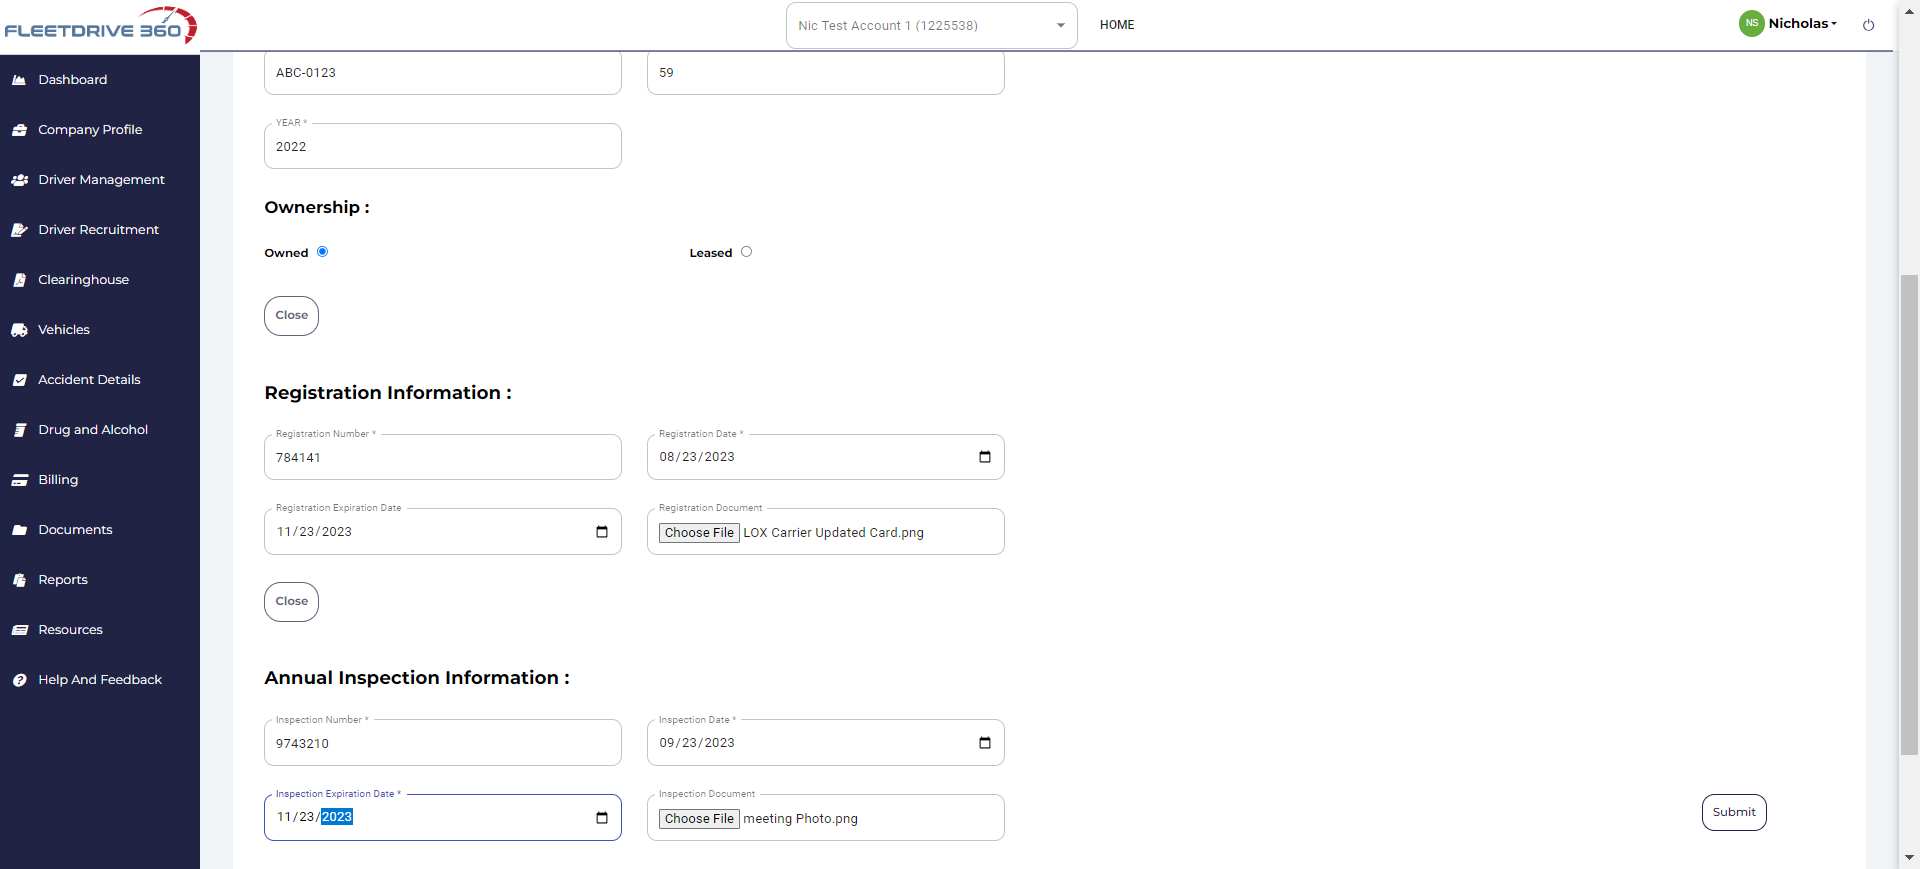 FLEETDRIVE 360
Nic Test Account 1 (1225538)
HOME
NS
Nicholas
Dashboard
Company Profile
Driver Management
Driver Recruitment
Clearinghouse
Vehicles
Accident Details
Drug and Alcohol
Billing
Documents
Reports
Resources
Help And Feedback
ABC-0123
59
YEAR *
2022
Ownership :
Owned
Leased
Close
Registration Information :
Registration Number *
784141
Registration Date *
08/23/2023
Registration Expiration Date
11/23/2023
Registration Document
Choose File LOX Carrier Updated Card.png
Close
Annual Inspection Information :
Inspection Number *
9743210
Inspection Date *
09/23/2023
Inspection Expiration Date *
11/23/2023
Inspection Document
Choose File meeting Photo.png
Submit